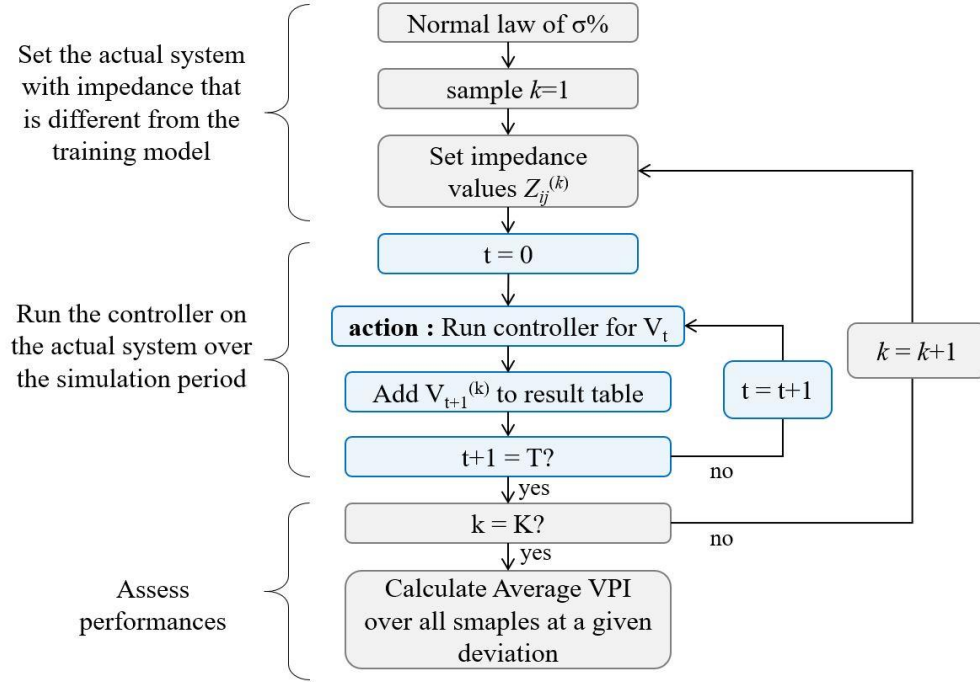 Normal law of σ%
Set the actual system
with impedance that
is different from the
training model
sample k=1
Set impedance
values Z_ij^(k)
t = 0
Run the controller on
the actual system over
the simulation period
action : Run controller for V_t
k = k+1
t = t+1
Add V_t+1^(k) to result table
t+1 = T?
no
yes
k = K?
no
yes
Assess
performances
Calculate Average VPI
over all smaples at a given
deviation